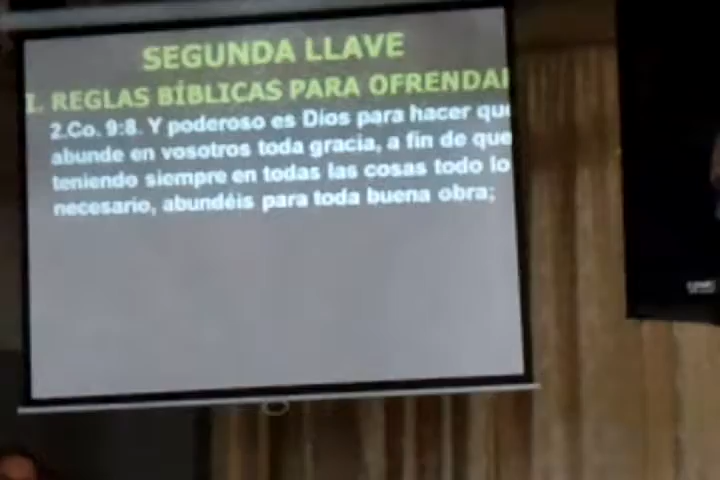 SEGUNDA LLAVE
I. REGLAS BÍBLICAS PARA OFRENDAR
2.Co. 9:8. Y poderoso es Dios para hacer que
abunde en vosotros toda gracia, a fin de que
teniendo siempre en todas las cosas todo lo
necesario, abundéis para toda buena obra;